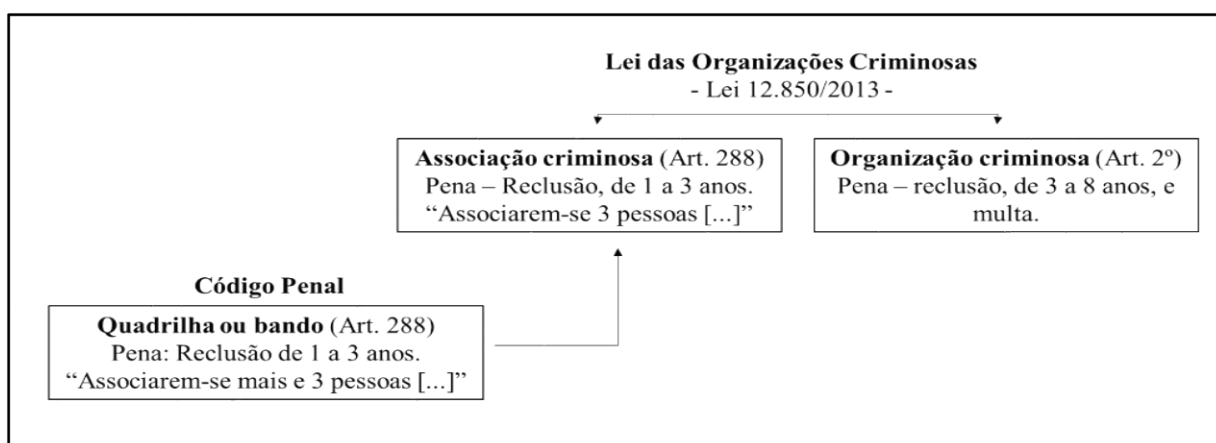 Lei das Organizações Criminosas
- Lei 12.850/2013 -
Associação criminosa (Art. 288)
Pena – Reclusão, de 1 a 3 anos.
“Associarem-se 3 pessoas [...]”
Organização criminosa (Art. 2º)
Pena – reclusão, de 3 a 8 anos, e
multa.
Código Penal
Quadrilha ou bando (Art. 288)
Pena: Reclusão de 1 a 3 anos.
“Associarem-se mais e 3 pessoas [...]”